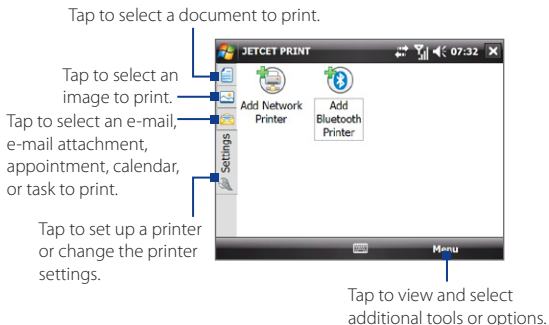 Tap to select a document to print.
JETCET PRINT
07:32
Tap to select an
image to print.
Add Network
Printer
Add
Bluetooth
Printer
Tap to select an e-mail,
e-mail attachment,
appointment, calendar,
or task to print.
Settings
Tap to set up a printer
or change the printer
settings.
Menu
Tap to view and select
additional tools or options.